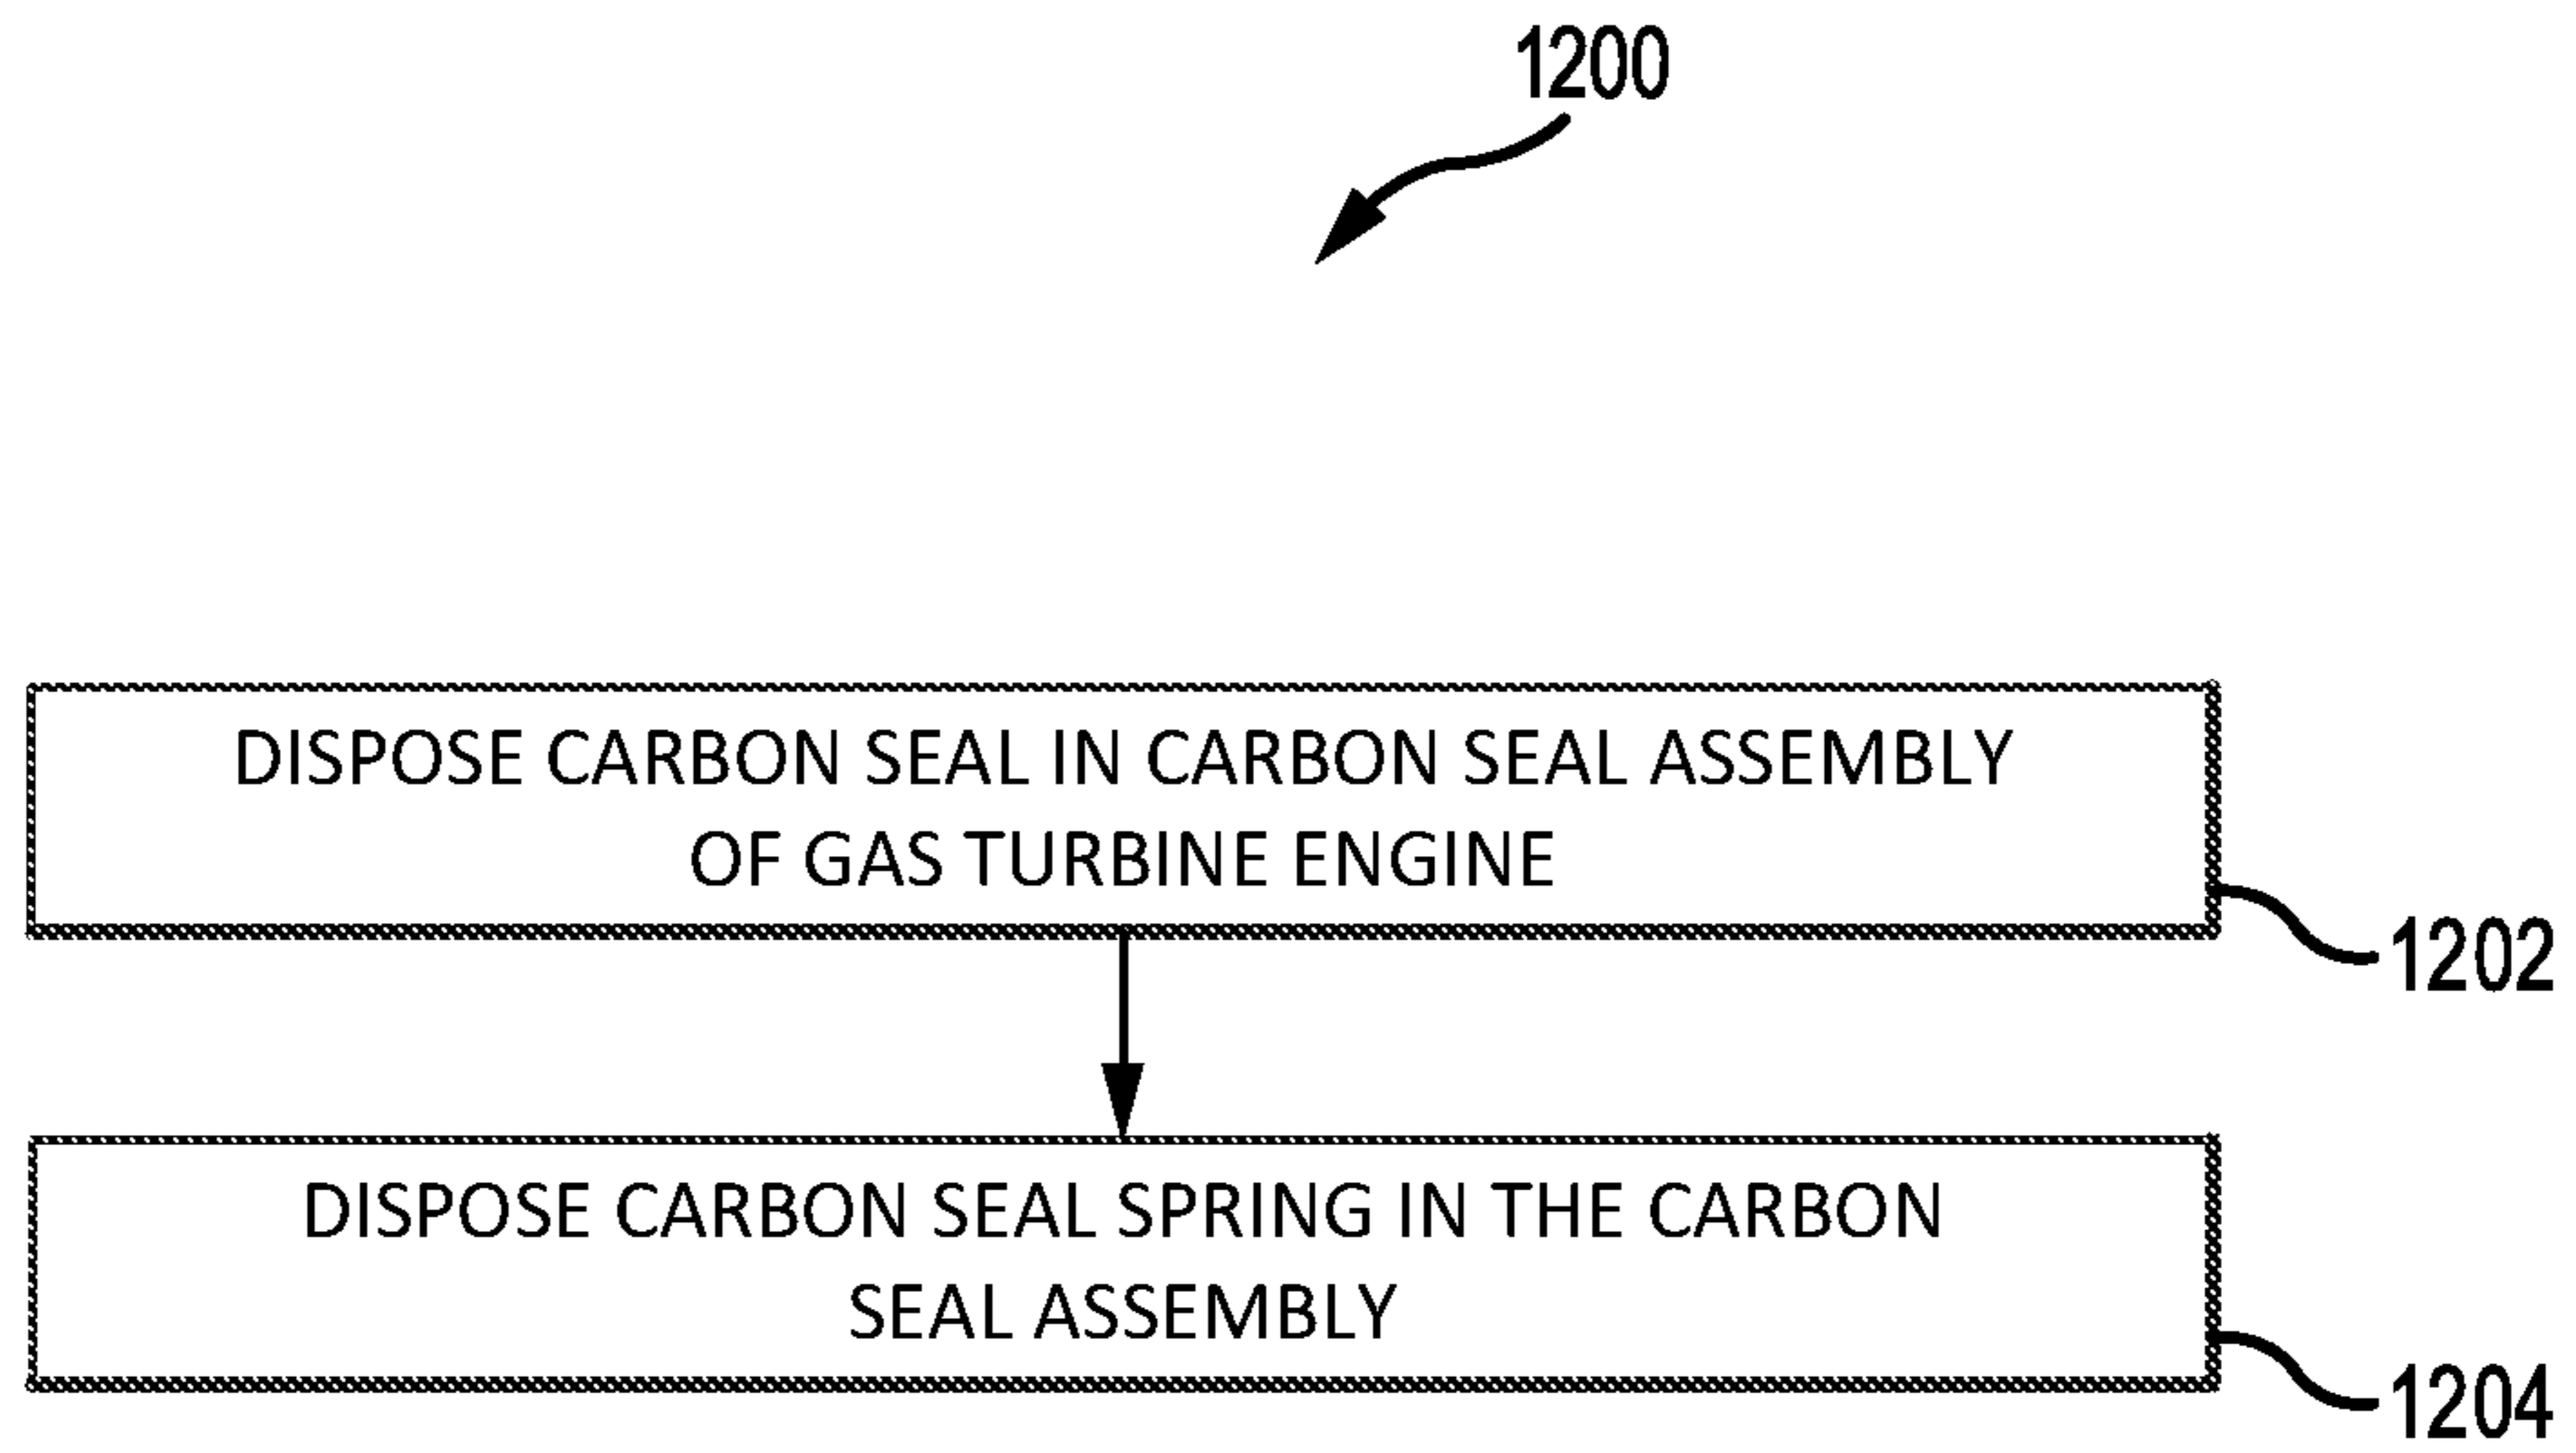 1200
DISPOSE CARBON SEAL IN CARBON SEAL ASSEMBLY
OF GAS TURBINE ENGINE
1202
DISPOSE CARBON SEAL SPRING IN THE CARBON
SEAL ASSEMBLY
1204